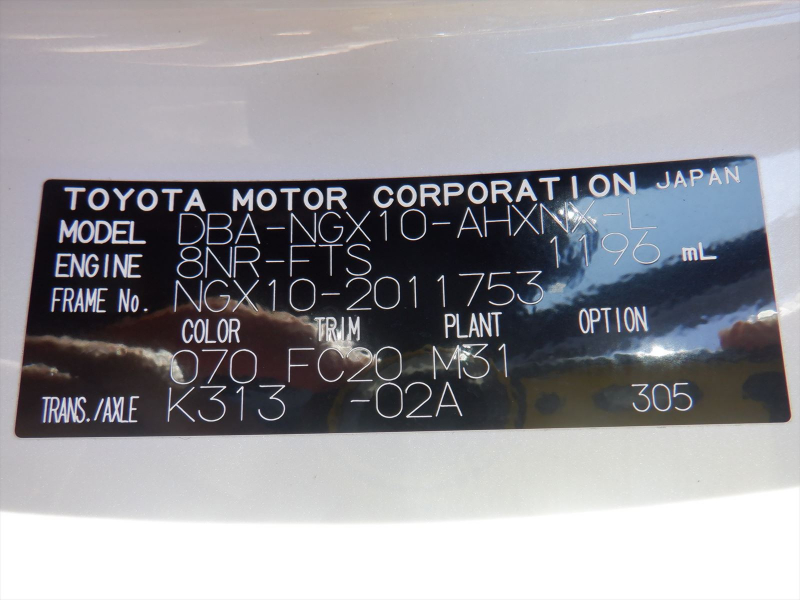 TOYOTA MOTOR CORPORATION JAPAN
MODEL DBA-NGX10-AHXNX-L
ENGINE 8NR-FTS 1196 mL
FRAME No. NGX10-2011753
COLOR TRIM PLANT OPTION
070 FC20 M31
TRANS./AXLE K313 -02A 305